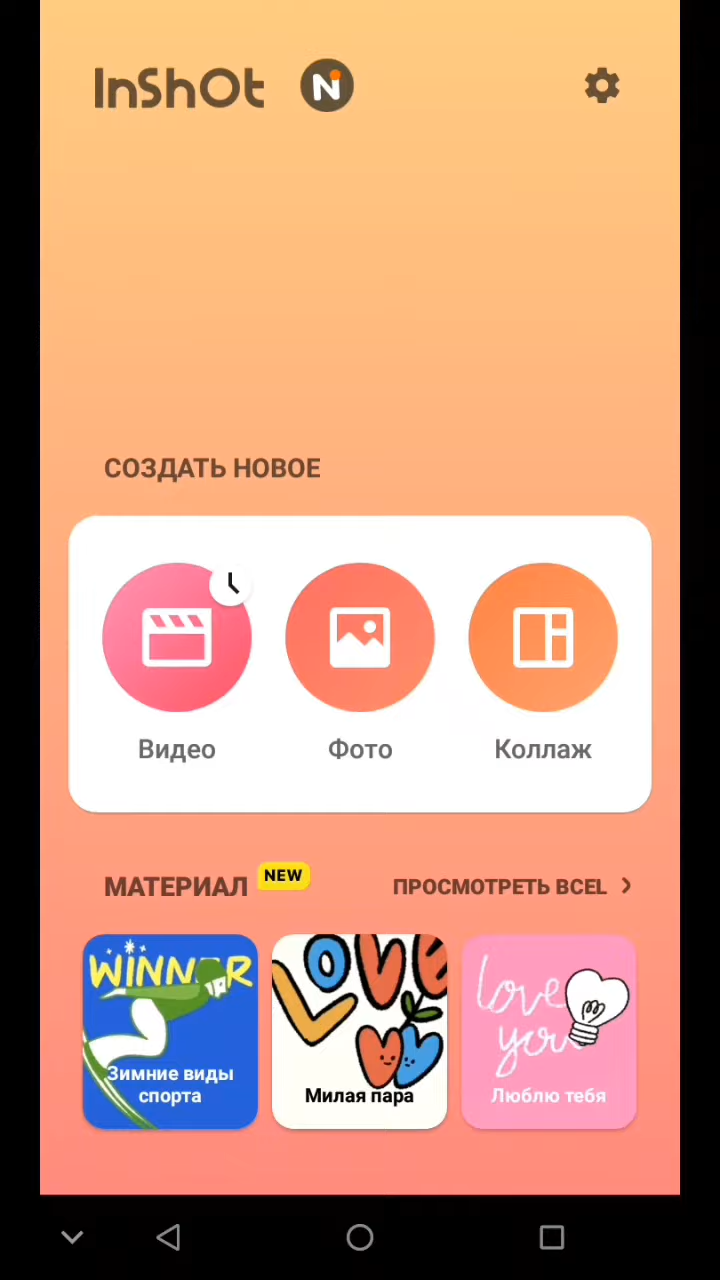 InShOt N
СОЗДАТЬ НОВОЕ
Видео Фото Коллаж
МАТЕРИАЛ NEW ПРОСМОТРЕТЬ ВСЕL
WINNER
Зимние виды
спорта
LOVE
Милая пара
love
you
Люблю тебя